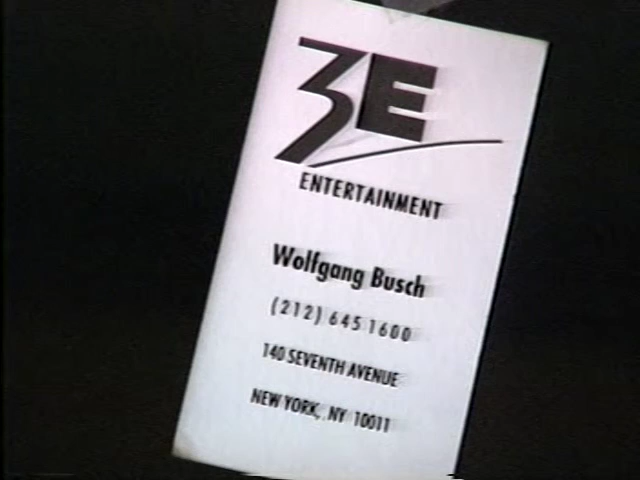 3E
ENTERTAINMENT
Wolfgang Busch
(212) 645 1600
140 SEVENTH AVENUE
NEW YORK, NY 10011